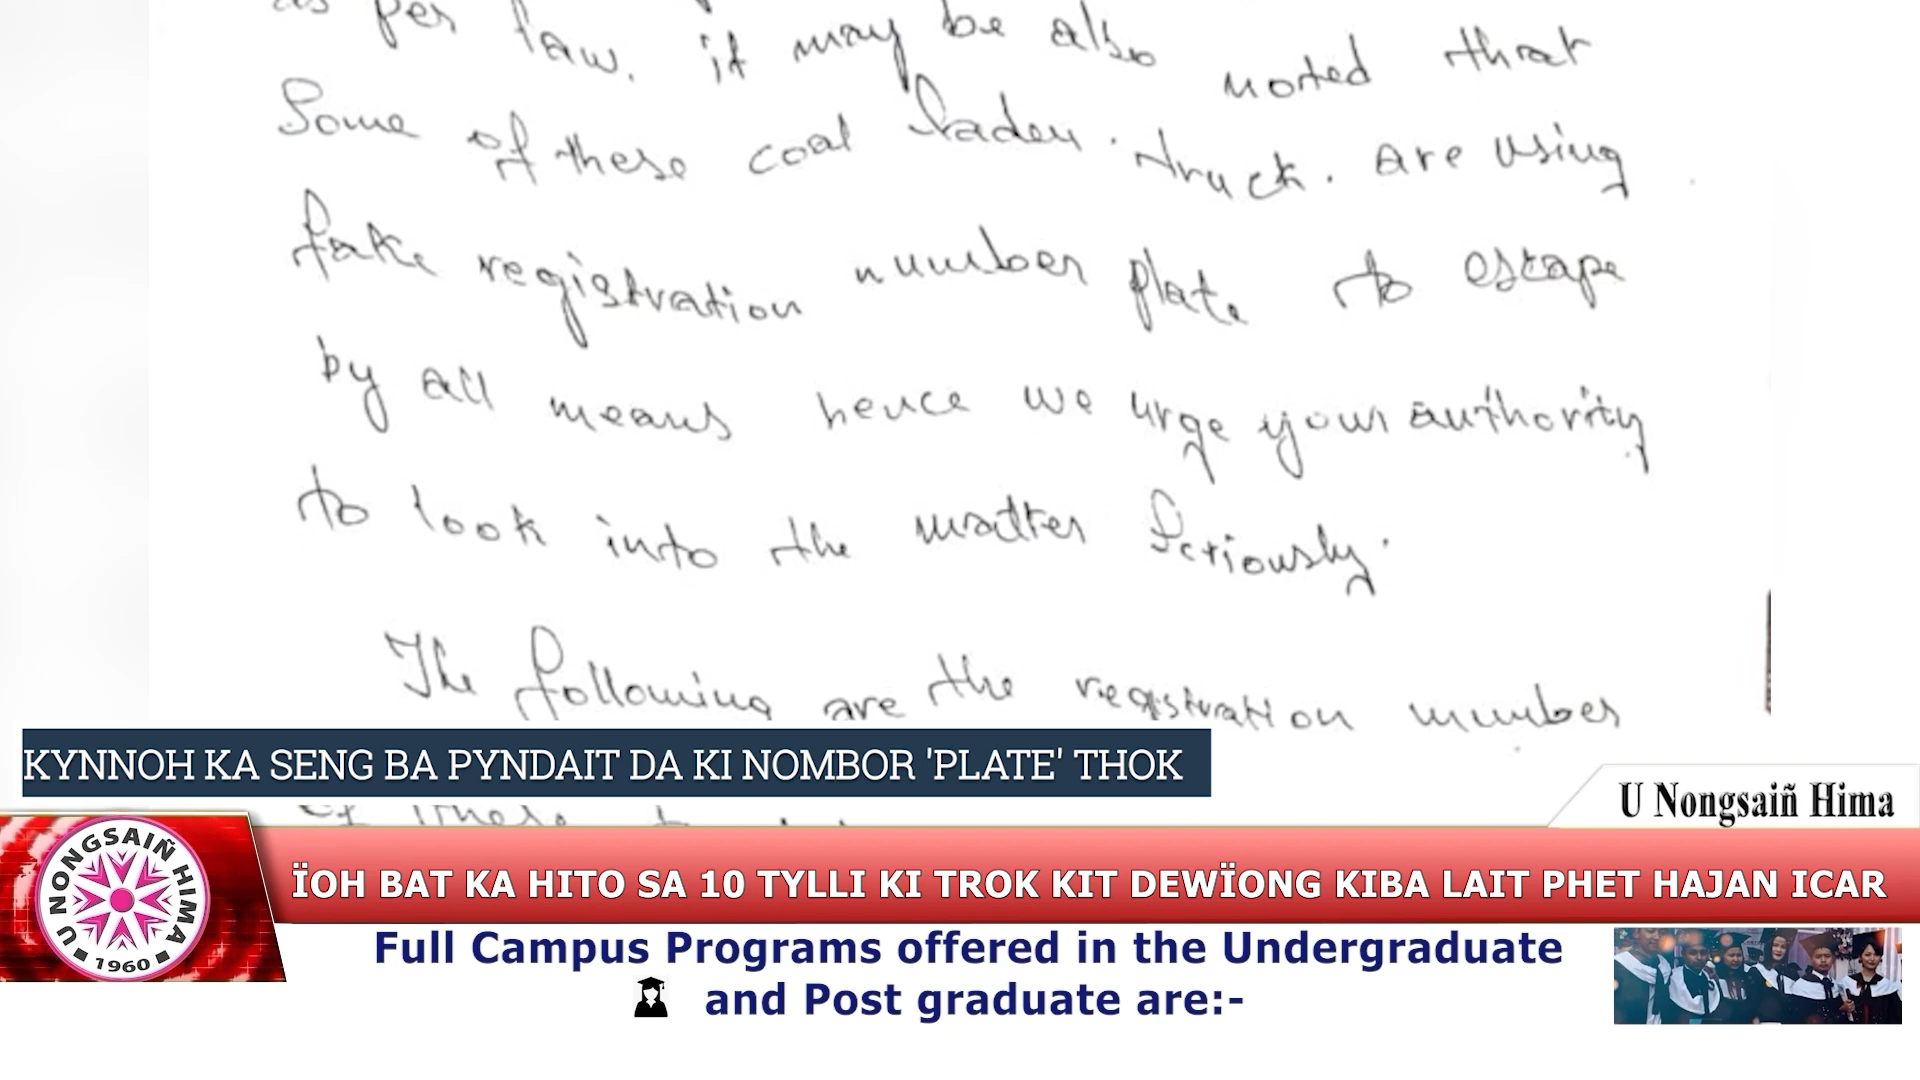 as per law. it may be also noted that
Some of these coal laden truck. are using
fake registration number plate to escape
by all means hence we urge your authority
to look into the matter seriously.
The following are the registration number
of these
KYNNOH KA SENG BA PYNDAIT DA KI NOMBOR 'PLATE' THOK
U Nongsaiñ Hima
U NONGSAIÑ HIMA
1960
ÏOH BAT KA HITO SA 10 TYLLI KI TROK KIT DEWÏONG KIBA LAIT PHET HAJAN ICAR
Full Campus Programs offered in the Undergraduate
and Post graduate are:-